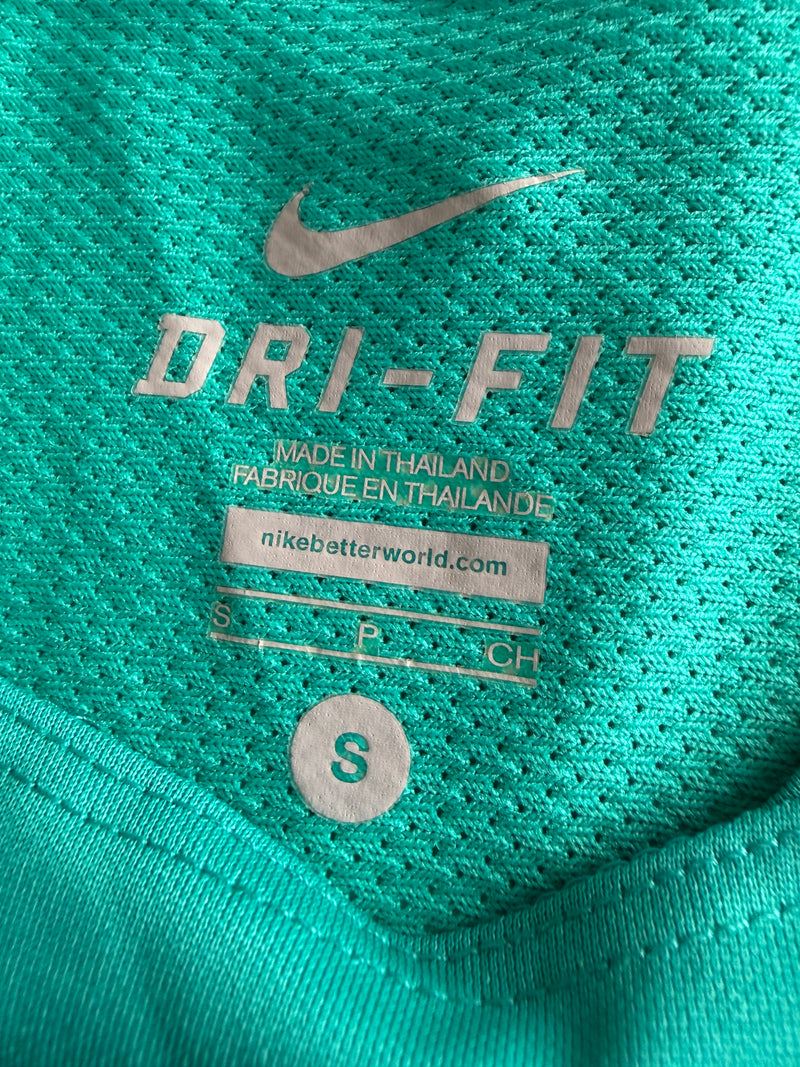 DRI-FIT
MADE IN THAILAND
FABRIQUE EN THAILANDE
nikebetterworld.com
S P CH
S